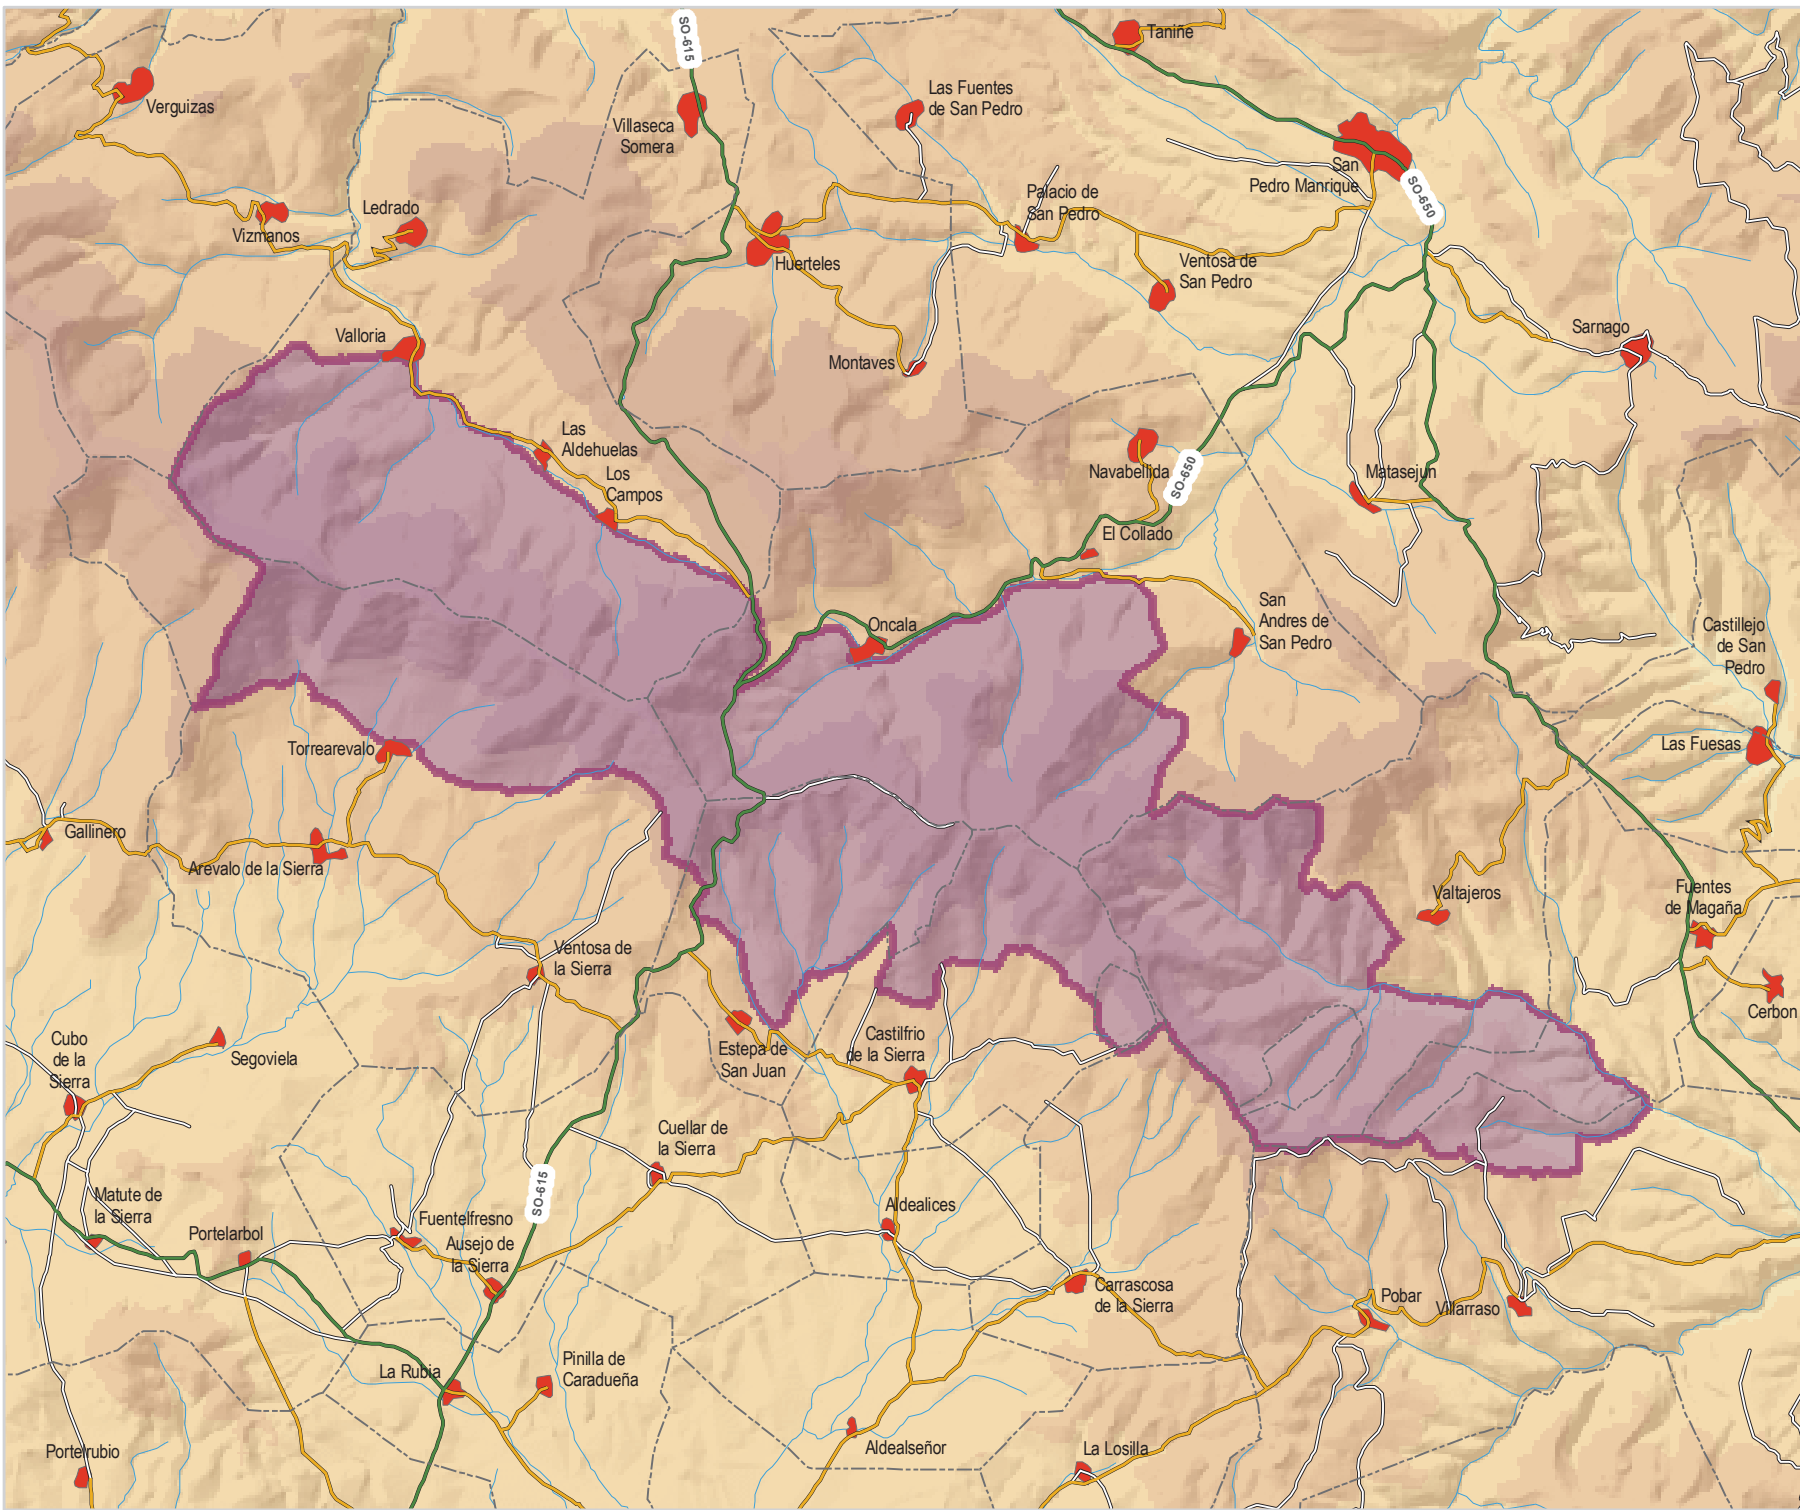 SO-615
Taniñe
Verguizas
Las Fuentes
de San Pedro
Villaseca
Somera
San
Pedro Manrique
SO-650
Ledrado
Vizmanos
Palacio de
San Pedro
Huerteles
Ventosa de
San Pedro
Valloria
Montaves
Sarnago
Las
Aldehuelas
Los
Campos
Navabellida
SO-650
Matasejun
El Collado
Oncala
San
Andres de
San Pedro
Castillejo
de San
Pedro
Torrearevalo
Las Fuesas
Gallinero
Arevalo de la Sierra
Valtajeros
Fuentes
de Magaña
Ventosa de
la Sierra
Cerbon
Cubo
de la
Sierra
Segoviela
Estepa de
San Juan
Castilfrio
de la Sierra
Cuellar de
la Sierra
SO-615
Matute de
la Sierra
Portelarbol
Fuentelfresno
Ausejo de
la Sierra
Aldealices
Carrascosa
de la Sierra
Pobar
Villarraso
La Rubia
Pinilla de
Caradueña
Portelrubio
Aldealseñor
La Losilla